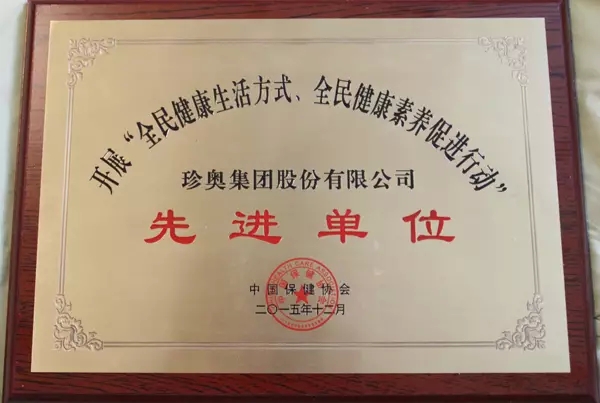 开展“全民健康生活方式、全民健康素养促进行动”
珍奥集团股份有限公司
先进单位
中国保健协会
二〇一五年十二月